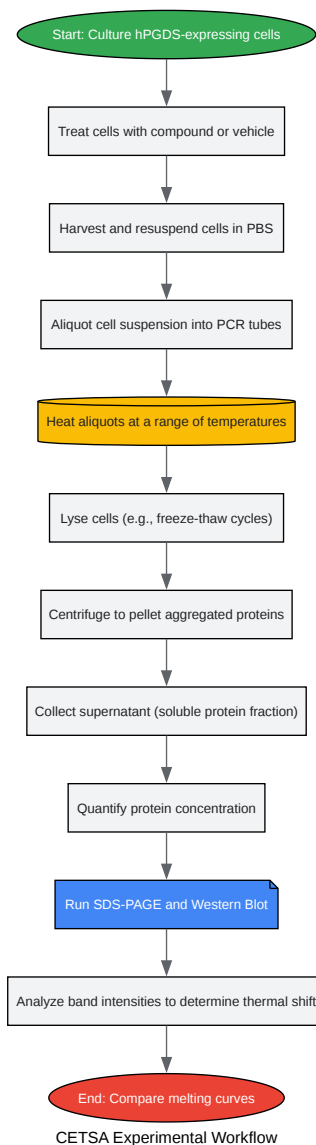 Start: Culture hPGDS-expressing cells
Treat cells with compound or vehicle
Harvest and resuspend cells in PBS
Aliquot cell suspension into PCR tubes
Heat aliquots at a range of temperatures
Lyse cells (e.g., freeze-thaw cycles)
Centrifuge to pellet aggregated proteins
Collect supernatant (soluble protein fraction)
Quantify protein concentration
Run SDS-PAGE and Western Blot
Analyze band intensities to determine thermal shift
End: Compare melting curves
CETSA Experimental Workflow